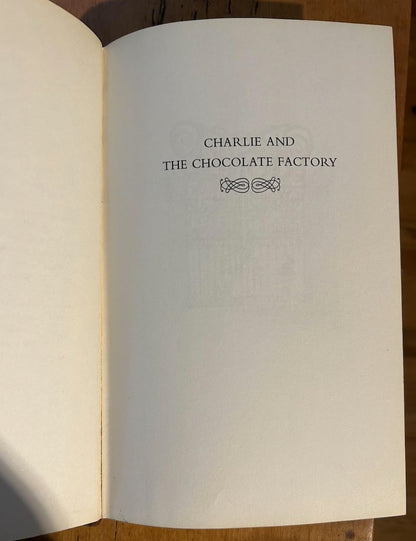 CHARLIE AND
THE CHOCOLATE FACTORY